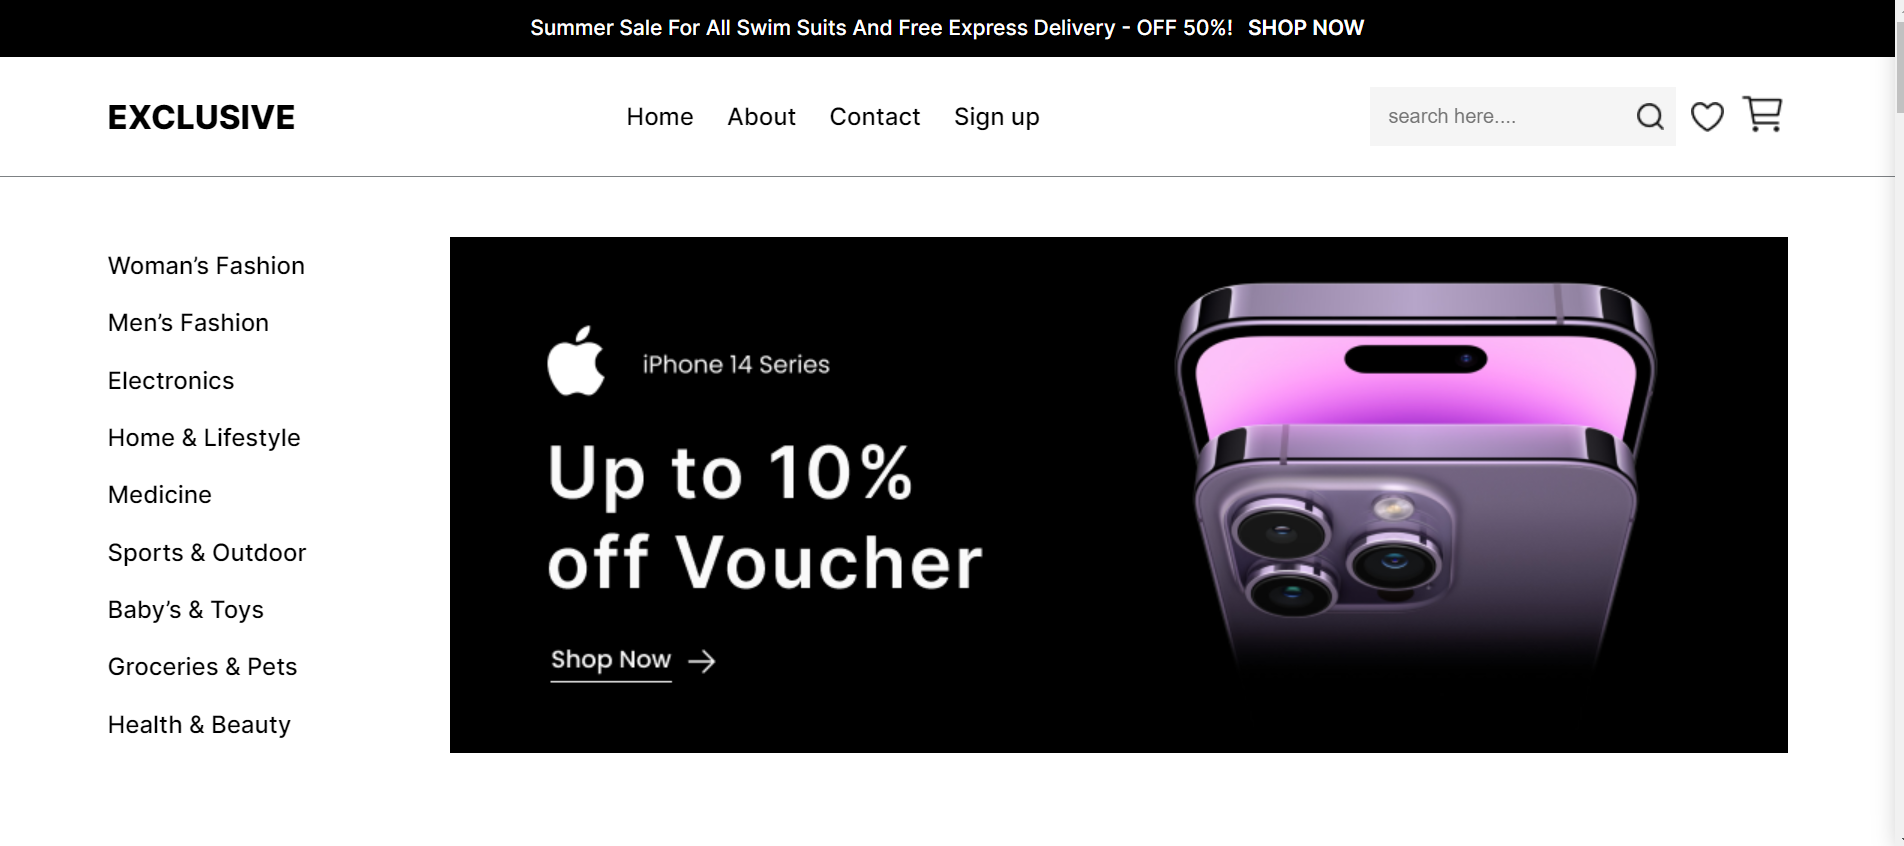 Summer Sale For All Swim Suits And Free Express Delivery - OFF 50%! SHOP NOW
EXCLUSIVE
Home About Contact Sign up
search here....
Woman’s Fashion
Men’s Fashion
Electronics
Home & Lifestyle
Medicine
Sports & Outdoor
Baby’s & Toys
Groceries & Pets
Health & Beauty
iPhone 14 Series
Up to 10%
off Voucher
Shop Now